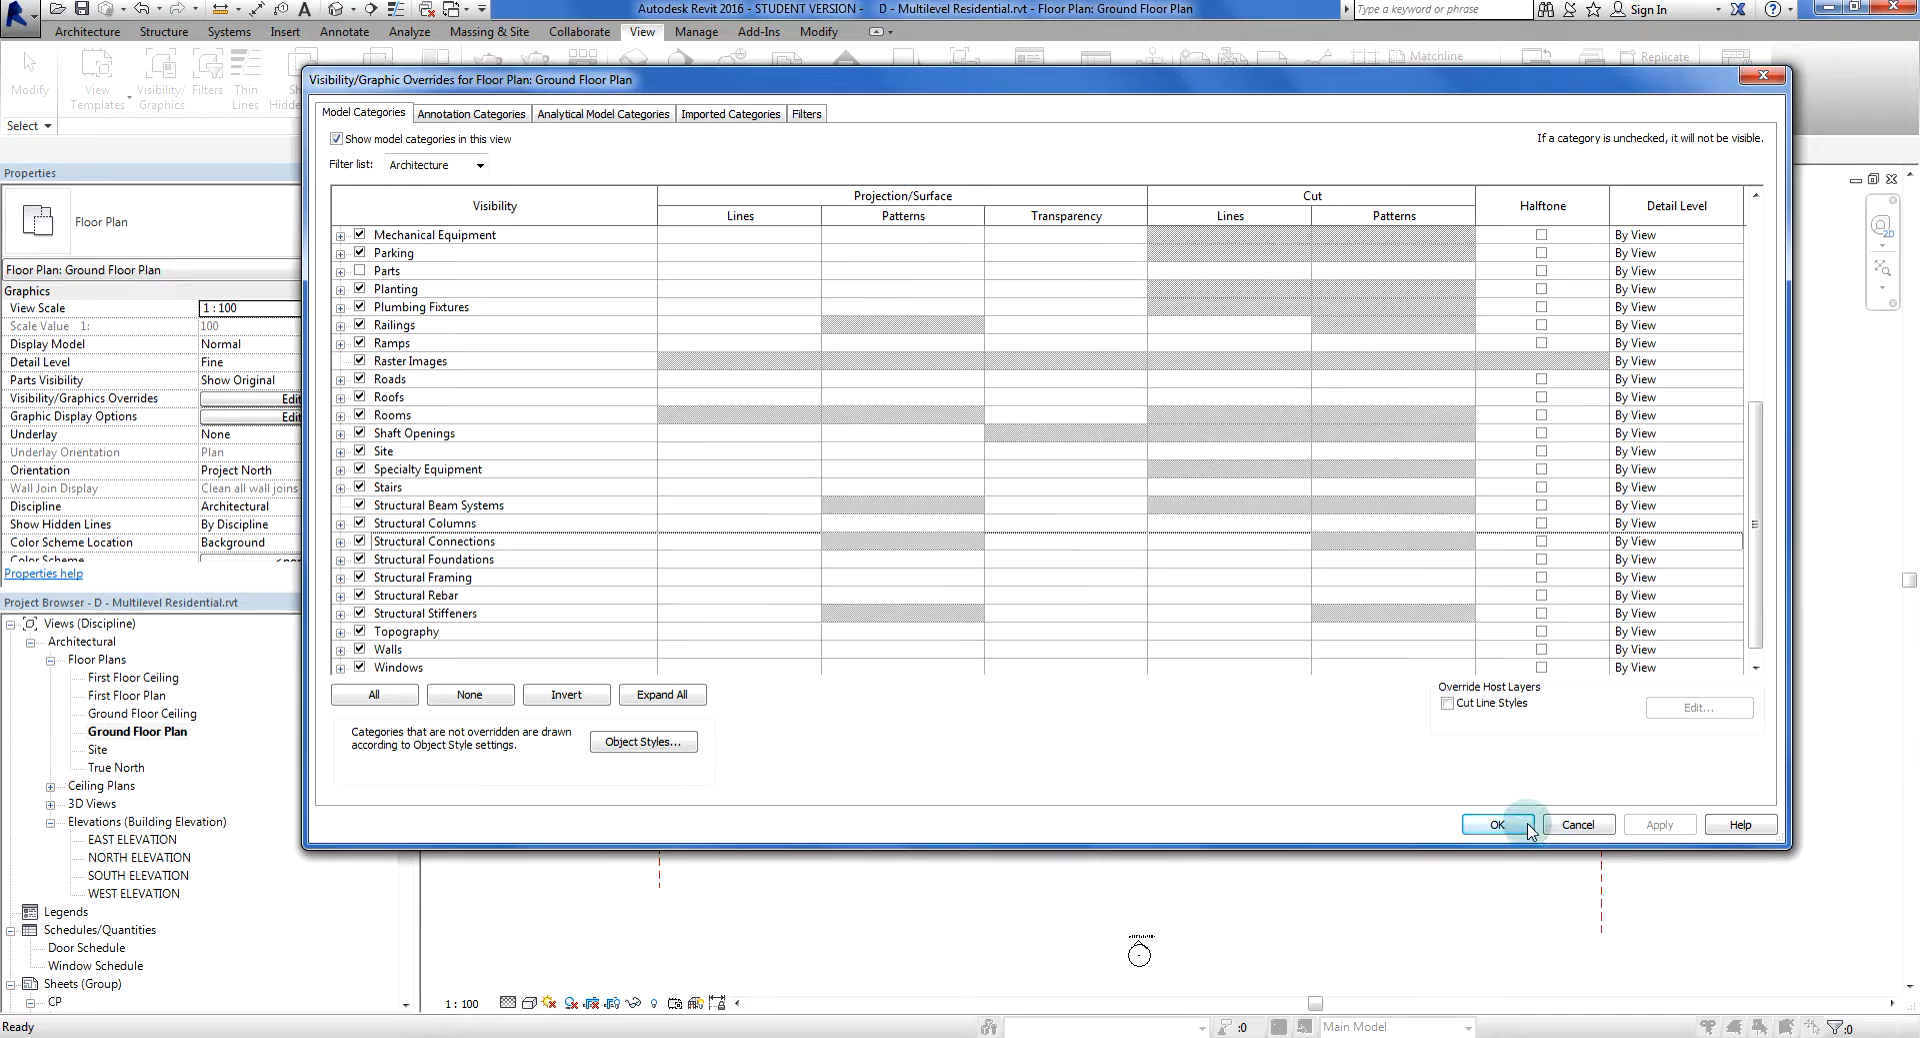 Autodesk Revit 2016 - STUDENT VERSION - D - Multilevel Residential.rvt - Floor Plan: Ground Floor Plan
Type a keyword or phrase
Sign In
Architecture Structure Systems Insert Annotate Analyze Massing & Site Collaborate View Manage Add-Ins Modify
Matchline
Replicate
Modify
View Templates
Visibility/ Graphics
Filters
Thin Lines
Select
Visibility/Graphic Overrides for Floor Plan: Ground Floor Plan
Model Categories Annotation Categories Analytical Model Categories Imported Categories Filters
Show model categories in this view
If a category is unchecked, it will not be visible.
Filter list: Architecture
Visibility Projection/Surface Cut Halftone Detail Level
Lines Patterns Transparency Lines Patterns
Mechanical Equipment By View
Parking By View
Parts By View
Planting By View
Plumbing Fixtures By View
Railings By View
Ramps By View
Raster Images By View
Roads By View
Roofs By View
Rooms By View
Shaft Openings By View
Site By View
Specialty Equipment By View
Stairs By View
Structural Beam Systems By View
Structural Columns By View
Structural Connections By View
Structural Foundations By View
Structural Framing By View
Structural Rebar By View
Structural Stiffeners By View
Topography By View
Walls By View
Windows By View
All None Invert Expand All
Override Host Layers
Cut Line Styles
Edit...
Categories that are not overridden are drawn
according to Object Style settings.
Object Styles...
OK Cancel Apply Help
Properties
Floor Plan
Floor Plan: Ground Floor Plan
Graphics
View Scale 1 : 100
Scale Value 1: 100
Display Model Normal
Detail Level Fine
Parts Visibility Show Original
Visibility/Graphics Overrides Edit
Graphic Display Options Edit
Underlay None
Underlay Orientation Plan
Orientation Project North
Wall Join Display Clean all wall joins
Discipline Architectural
Show Hidden Lines By Discipline
Color Scheme Location Background
Color Scheme
Properties help
Project Browser - D - Multilevel Residential.rvt
Views (Discipline)
Architectural
Floor Plans
First Floor Ceiling
First Floor Plan
Ground Floor Ceiling
Ground Floor Plan
Site
True North
Ceiling Plans
3D Views
Elevations (Building Elevation)
EAST ELEVATION
NORTH ELEVATION
SOUTH ELEVATION
WEST ELEVATION
Legends
Schedules/Quantities
Door Schedule
Window Schedule
Sheets (Group)
CP
1 : 100
2D
Ready
:0
Main Model
:0